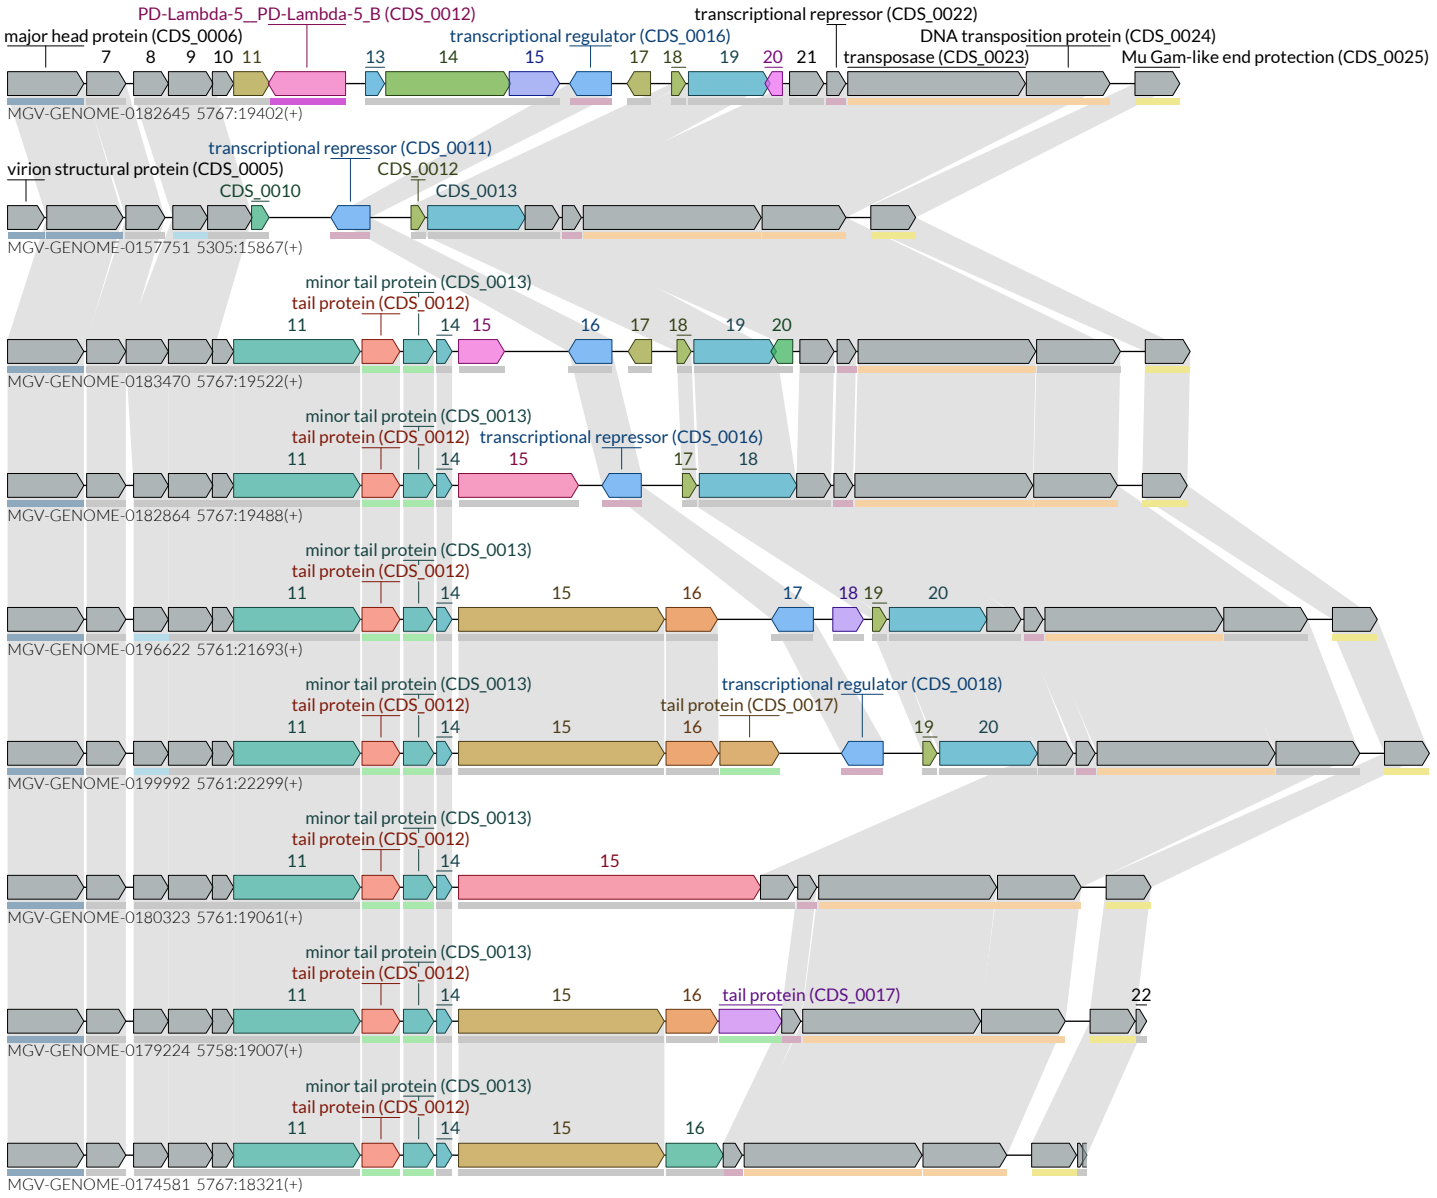 PD-Lambda-5__PD-Lambda-5_B (CDS_0012) transcriptional repressor (CDS_0022)
major head protein (CDS_0006) transcriptional regulator (CDS_0016) DNA transposition protein (CDS_0024)
7 8 9 10 11 13 14 15 17 18 19 20 21 transposase (CDS_0023) Mu Gam-like end protection (CDS_0025)
MGV-GENOME-0182645 5767:19402(+)
transcriptional repressor (CDS_0011)
virion structural protein (CDS_0005) CDS_0012
CDS_0010 CDS_0013
MGV-GENOME-0157751 5305:15867(+)
minor tail protein (CDS_0013)
tail protein (CDS_0012)
11 14 15 16 17 18 19 20
MGV-GENOME-0183470 5767:19522(+)
minor tail protein (CDS_0013)
tail protein (CDS_0012) transcriptional repressor (CDS_0016)
11 14 15 17 18
MGV-GENOME-0182864 5767:19488(+)
minor tail protein (CDS_0013)
tail protein (CDS_0012)
11 14 15 16 17 18 19 20
MGV-GENOME-0196622 5761:21693(+)
minor tail protein (CDS_0013) transcriptional regulator (CDS_0018)
tail protein (CDS_0012) tail protein (CDS_0017)
11 14 15 16 19 20
MGV-GENOME-0199992 5761:22299(+)
minor tail protein (CDS_0013)
tail protein (CDS_0012)
11 14 15
MGV-GENOME-0180323 5761:19061(+)
minor tail protein (CDS_0013)
tail protein (CDS_0012)
11 14 15 16 tail protein (CDS_0017) 22
MGV-GENOME-0179224 5758:19007(+)
minor tail protein (CDS_0013)
tail protein (CDS_0012)
11 14 15 16
MGV-GENOME-0174581 5767:18321(+)